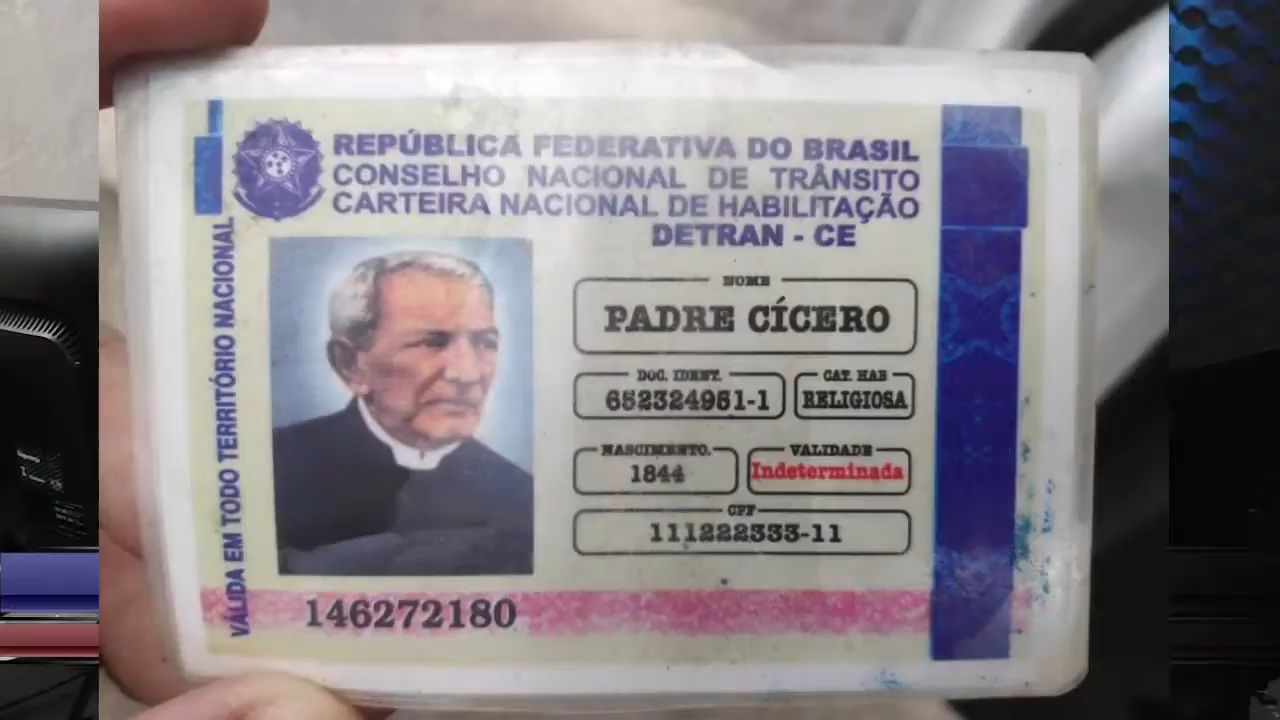 REPÚBLICA FEDERATIVA DO BRASIL
CONSELHO NACIONAL DE TRÂNSITO
CARTEIRA NACIONAL DE HABILITAÇÃO
DETRAN - CE
VÁLIDA EM TODO TERRITÓRIO NACIONAL
NOME
PADRE CÍCERO
DOC. IDENT. CAT. HAB
652324951-1 RELIGIOSA
NASCIMENTO. VALIDADE
1844 Indeterminada
CPF
111222333-11
146272180